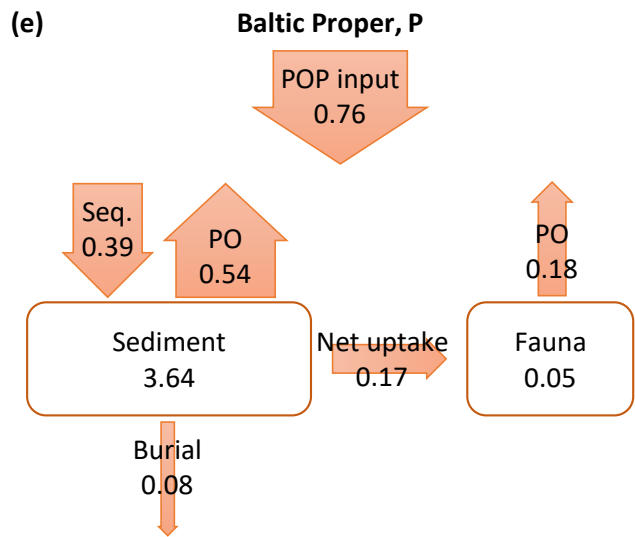 (e)
Baltic Proper, P
POP input
0.76
Seq.
0.39
PO
0.54
PO
0.18
Sediment
3.64
Net uptake
0.17
Fauna
0.05
Burial
0.08